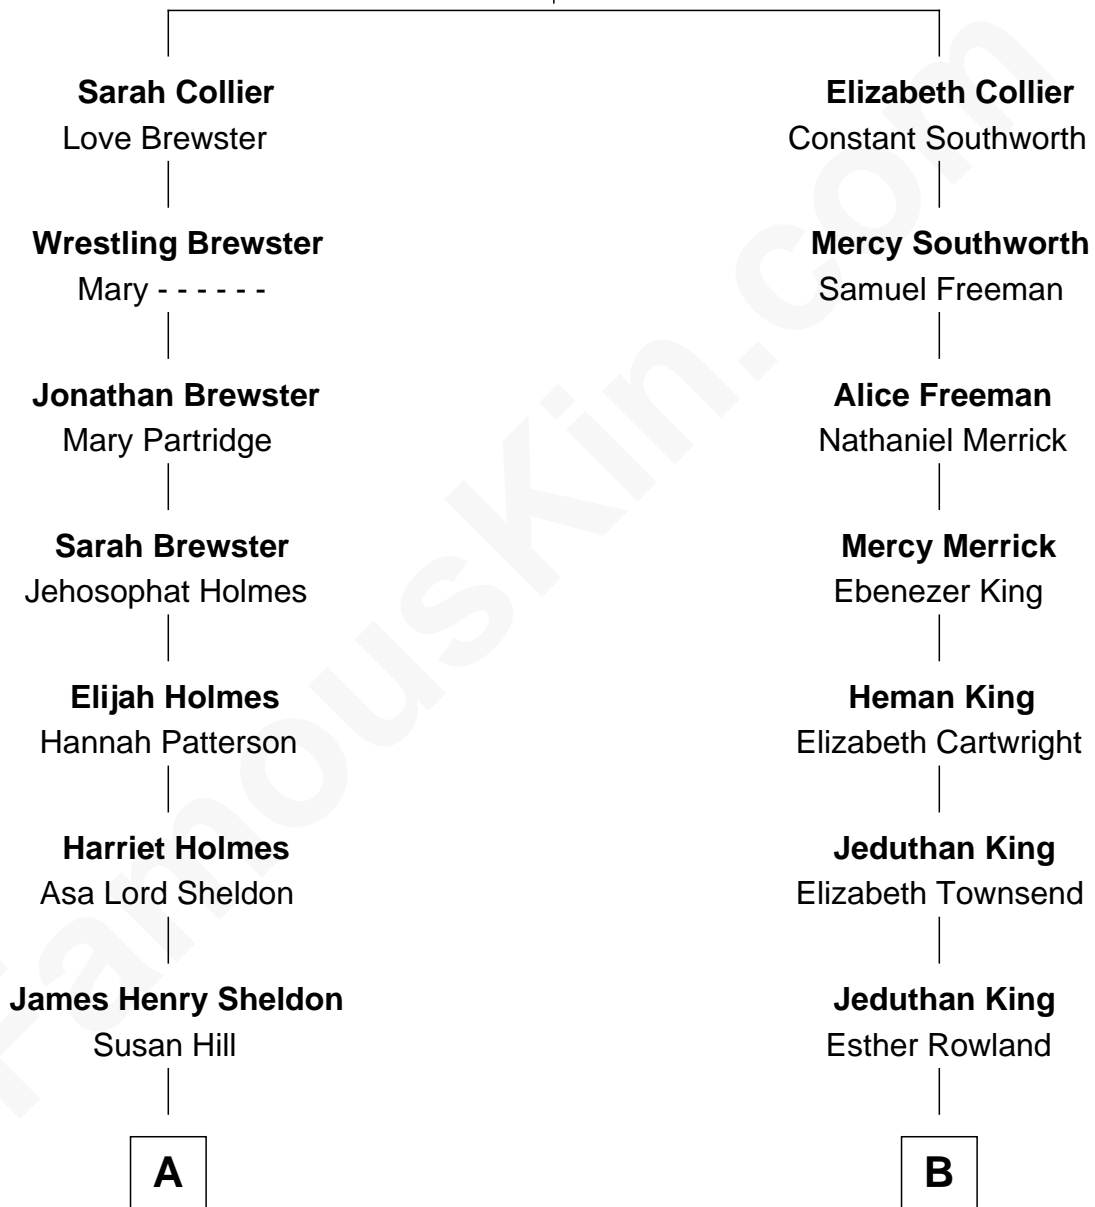 Sarah Collier
Love Brewster
Wrestling Brewster
Mary - - - - - -
Jonathan Brewster
Mary Partridge
Sarah Brewster
Jehosophat Holmes
Elijah Holmes
Hannah Patterson
Harriet Holmes
Asa Lord Sheldon
James Henry Sheldon
Susan Hill
A
Elizabeth Collier
Constant Southworth
Mercy Southworth
Samuel Freeman
Alice Freeman
Nathaniel Merrick
Mercy Merrick
Ebenezer King
Heman King
Elizabeth Cartwright
Jeduthan King
Elizabeth Townsend
Jeduthan King
Esther Rowland
B
FamousKin.com